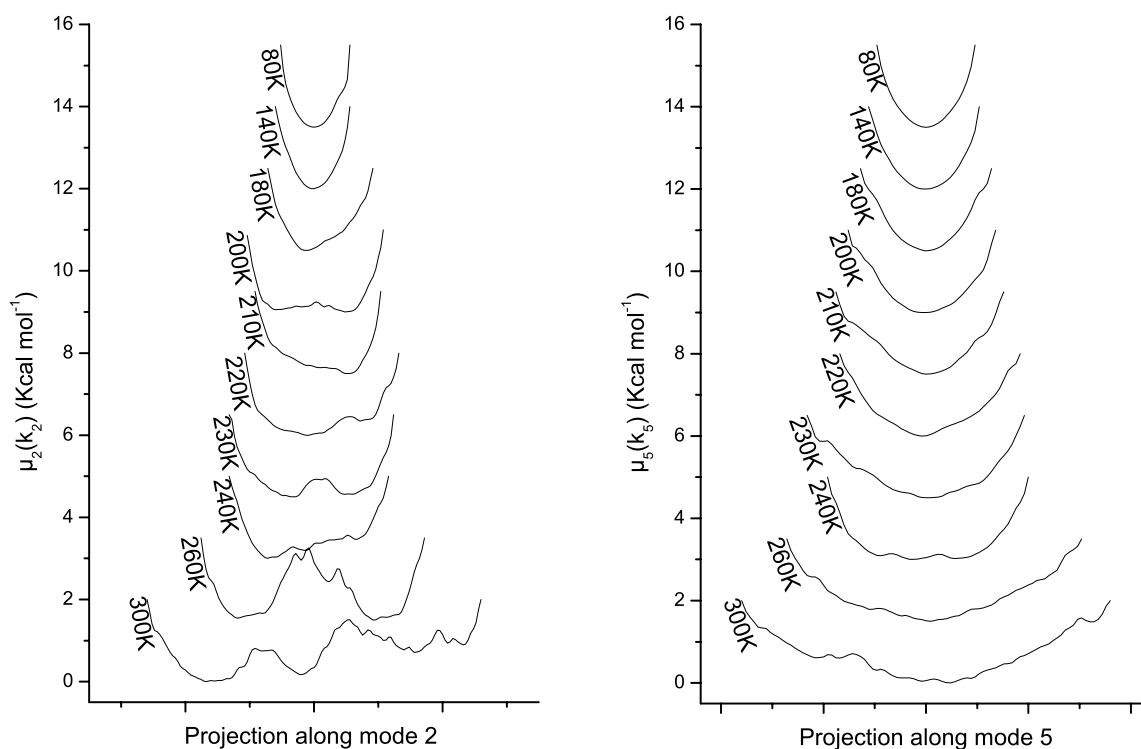 16
14
12
10
8
6
4
2
0
μ₂(k₂) (Kcal mol⁻¹)
80K
140K
180K
200K
210K
220K
230K
240K
260K
300K
Projection along mode 2
16
14
12
10
8
6
4
2
0
μ₅(k₅) (Kcal mol⁻¹)
80K
140K
180K
200K
210K
220K
230K
240K
260K
300K
Projection along mode 5